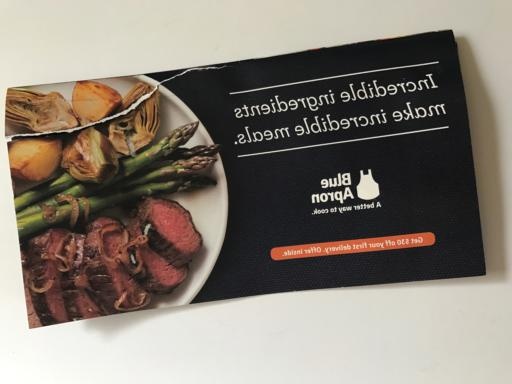 Incredible ingredients
make incredible meals.
Blue
Apron
A better way to cook.
Get $30 off your first delivery. Offer inside.